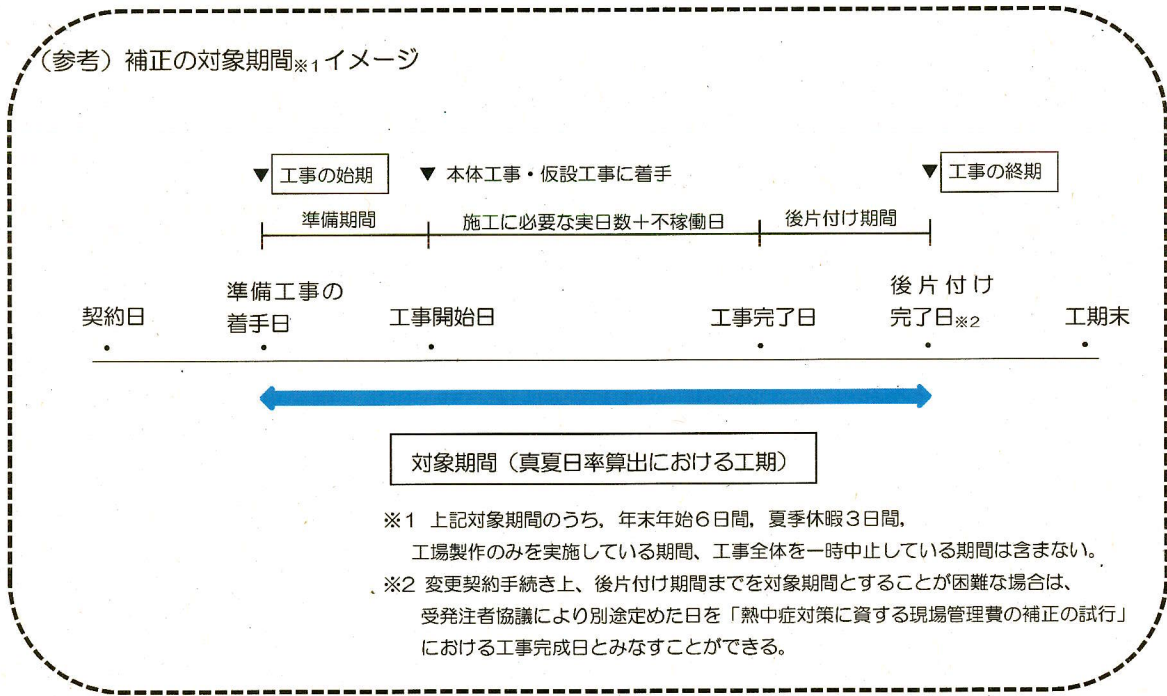 (参考)補正の対象期間※1イメージ
▼ 工事の始期
▼ 本体工事・仮設工事に着手
▼ 工事の終期
準備期間
施工に必要な実日数+不稼働日
後片付け期間
契約日
準備工事の
着手日
工事開始日
工事完了日
後片付け
完了日※2
工期末
対象期間(真夏日率算出における工期)
※1 上記対象期間のうち,年末年始6日間,夏季休暇3日間,
工場製作のみを実施している期間、工事全体を一時中止している期間は含まない。
※2 変更契約手続き上、後片付け期間までを対象期間とすることが困難な場合は、
受発注者協議により別途定めた日を「熱中症対策に資する現場管理費の補正の試行」
における工事完成日とみなすことができる。